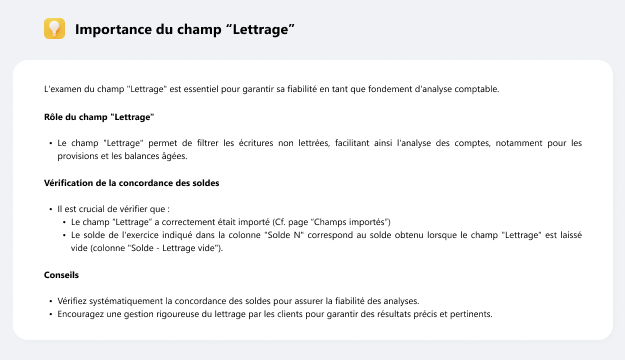 Importance du champ “Lettrage”
L'examen du champ "Lettrage" est essentiel pour garantir sa fiabilité en tant que fondement d'analyse comptable.
Rôle du champ "Lettrage"
• Le champ "Lettrage" permet de filtrer les écritures non lettrées, facilitant ainsi l'analyse des comptes, notamment pour les
provisions et les balances âgées.
Vérification de la concordance des soldes
• Il est crucial de vérifier que :
• Le champ "Lettrage" a correctement était importé (Cf. page "Champs importés")
• Le solde de l'exercice indiqué dans la colonne "Solde N" correspond au solde obtenu lorsque le champ "Lettrage" est laissé
vide (colonne "Solde - Lettrage vide").
Conseils
• Vérifiez systématiquement la concordance des soldes pour assurer la fiabilité des analyses.
• Encouragez une gestion rigoureuse du lettrage par les clients pour garantir des résultats précis et pertinents.